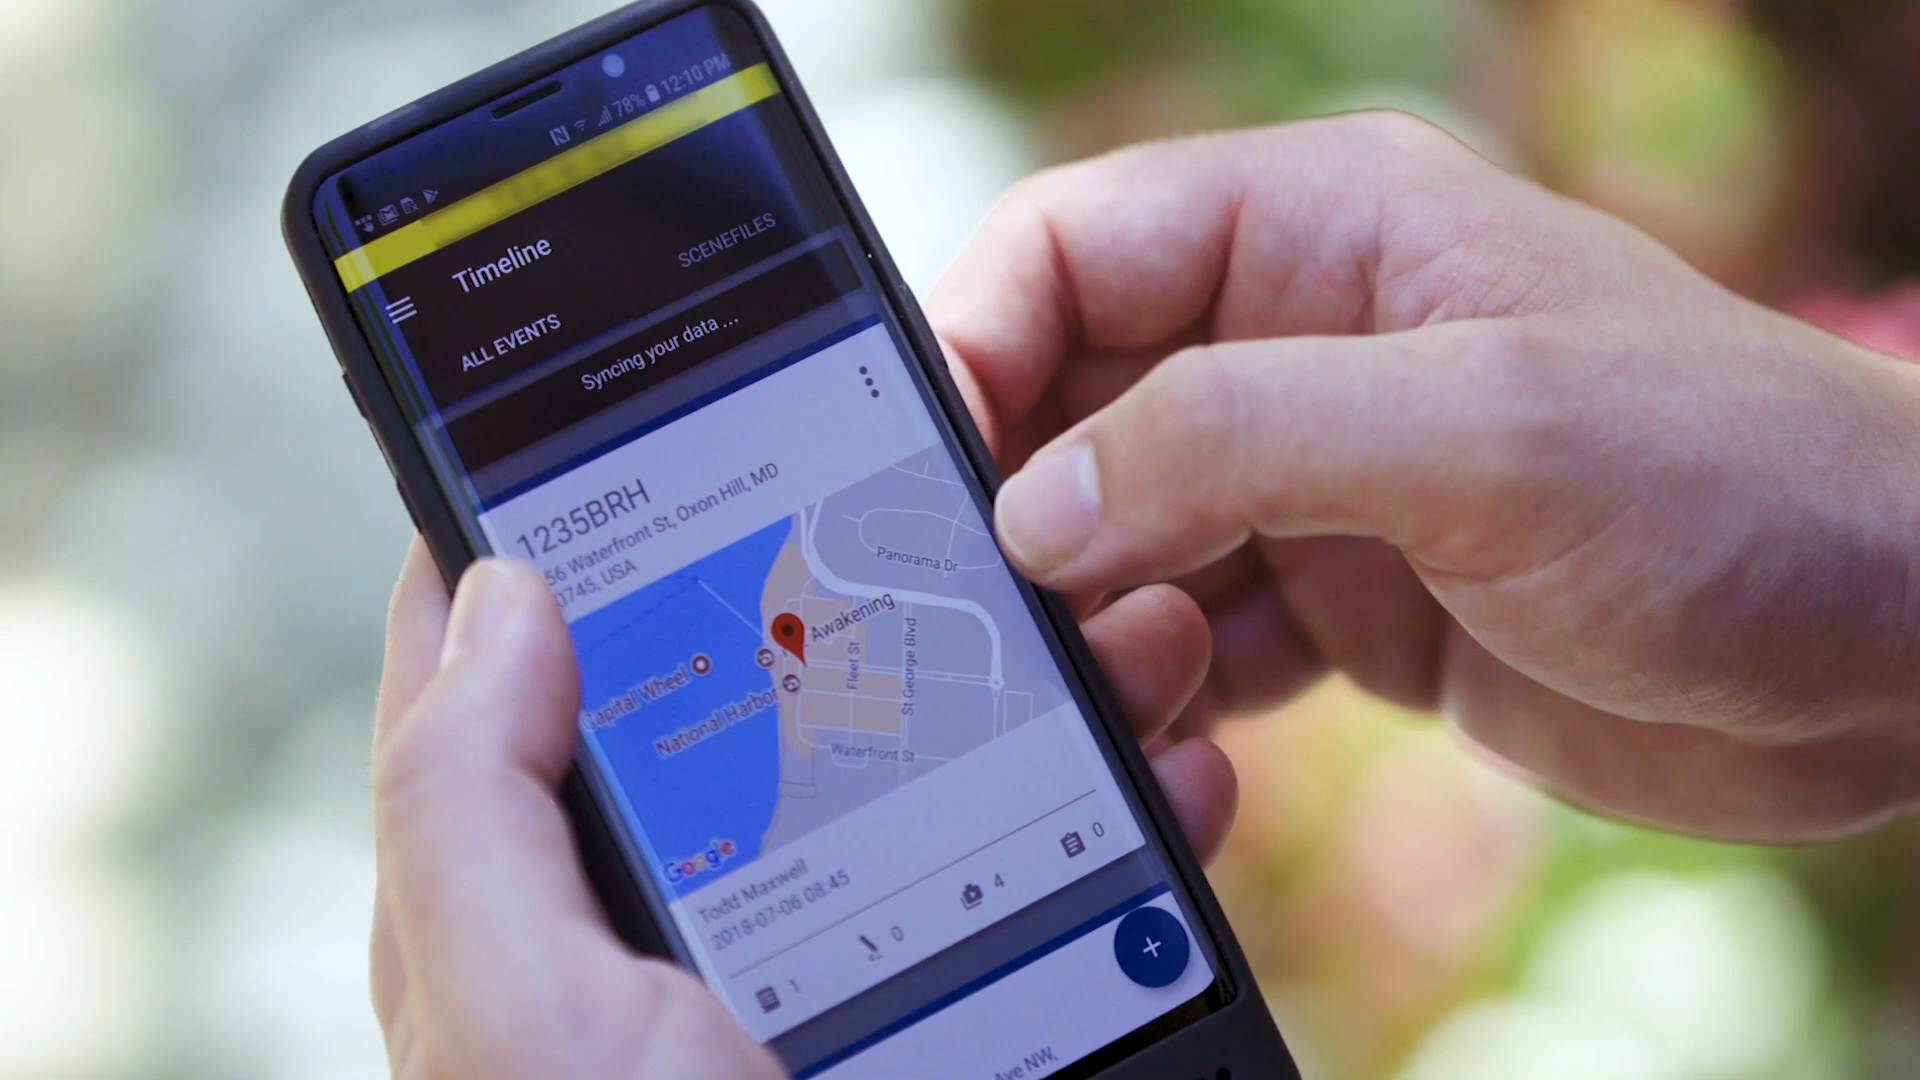 78% 12:10 PM
Timeline
ALL EVENTS
SCENEFILES
Syncing your data ...
1235BRH
56 Waterfront St, Oxon Hill, MD
0745, USA
Panorama Dr
Awakening
Capital Wheel
National Harbor
Fleet St
St George Blvd
Waterfront St
Google
Todd Maxwell
2018-07-06 08:45
1
0
4
0
+
Ave NW,